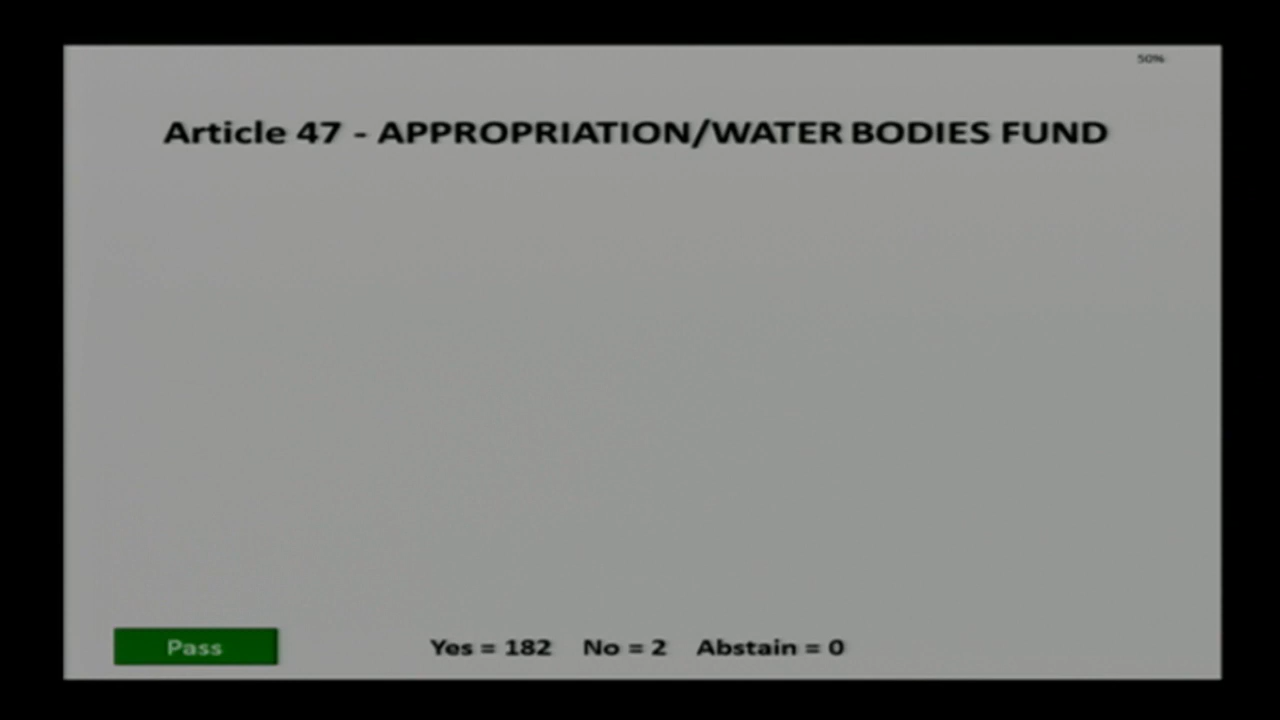 50%
Article 47 - APPROPRIATION/WATER BODIES FUND
Pass
Yes = 182 No = 2 Abstain = 0